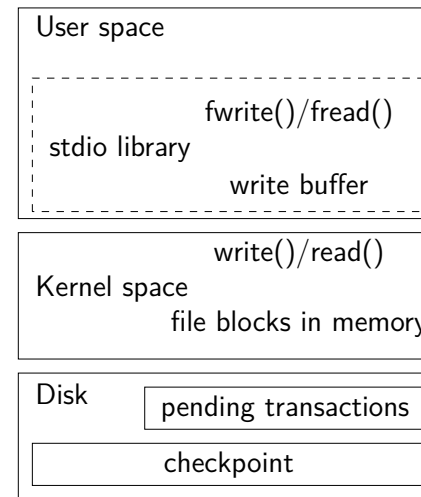 User space
fwrite()/fread()
stdio library
write buffer
write()/read()
Kernel space
file blocks in memory
Disk
pending transactions
checkpoint